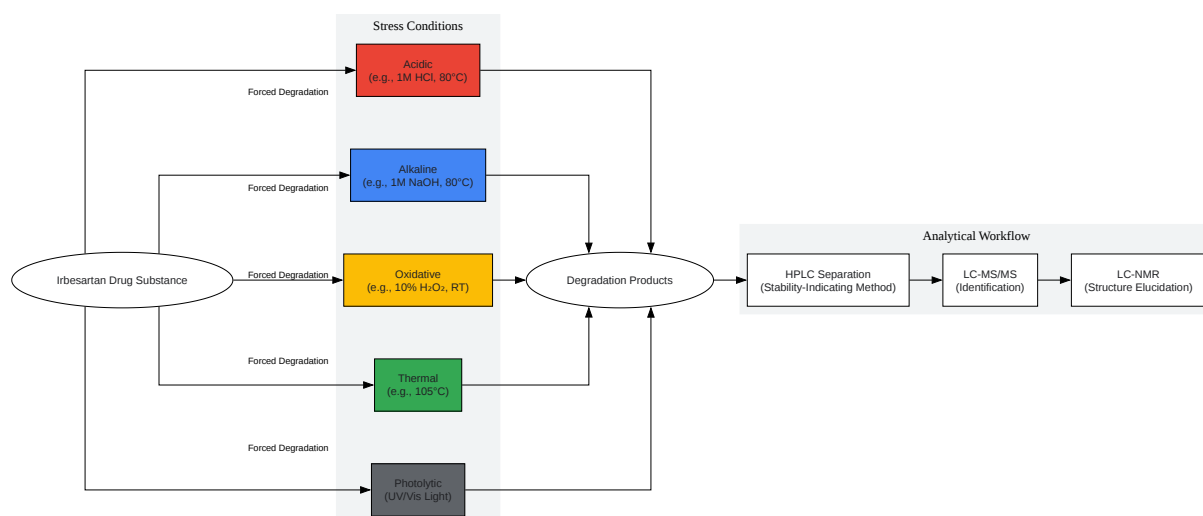 Stress Conditions
Acidic
(e.g., 1M HCl, 80°C)
Forced Degradation
Alkaline
(e.g., 1M NaOH, 80°C)
Forced Degradation
Analytical Workflow
Irbesartan Drug Substance
Forced Degradation
Oxidative
(e.g., 10% H₂O₂, RT)
Degradation Products
HPLC Separation
(Stability-Indicating Method)
LC-MS/MS
(Identification)
LC-NMR
(Structure Elucidation)
Forced Degradation
Thermal
(e.g., 105°C)
Forced Degradation
Photolytic
(UV/Vis Light)